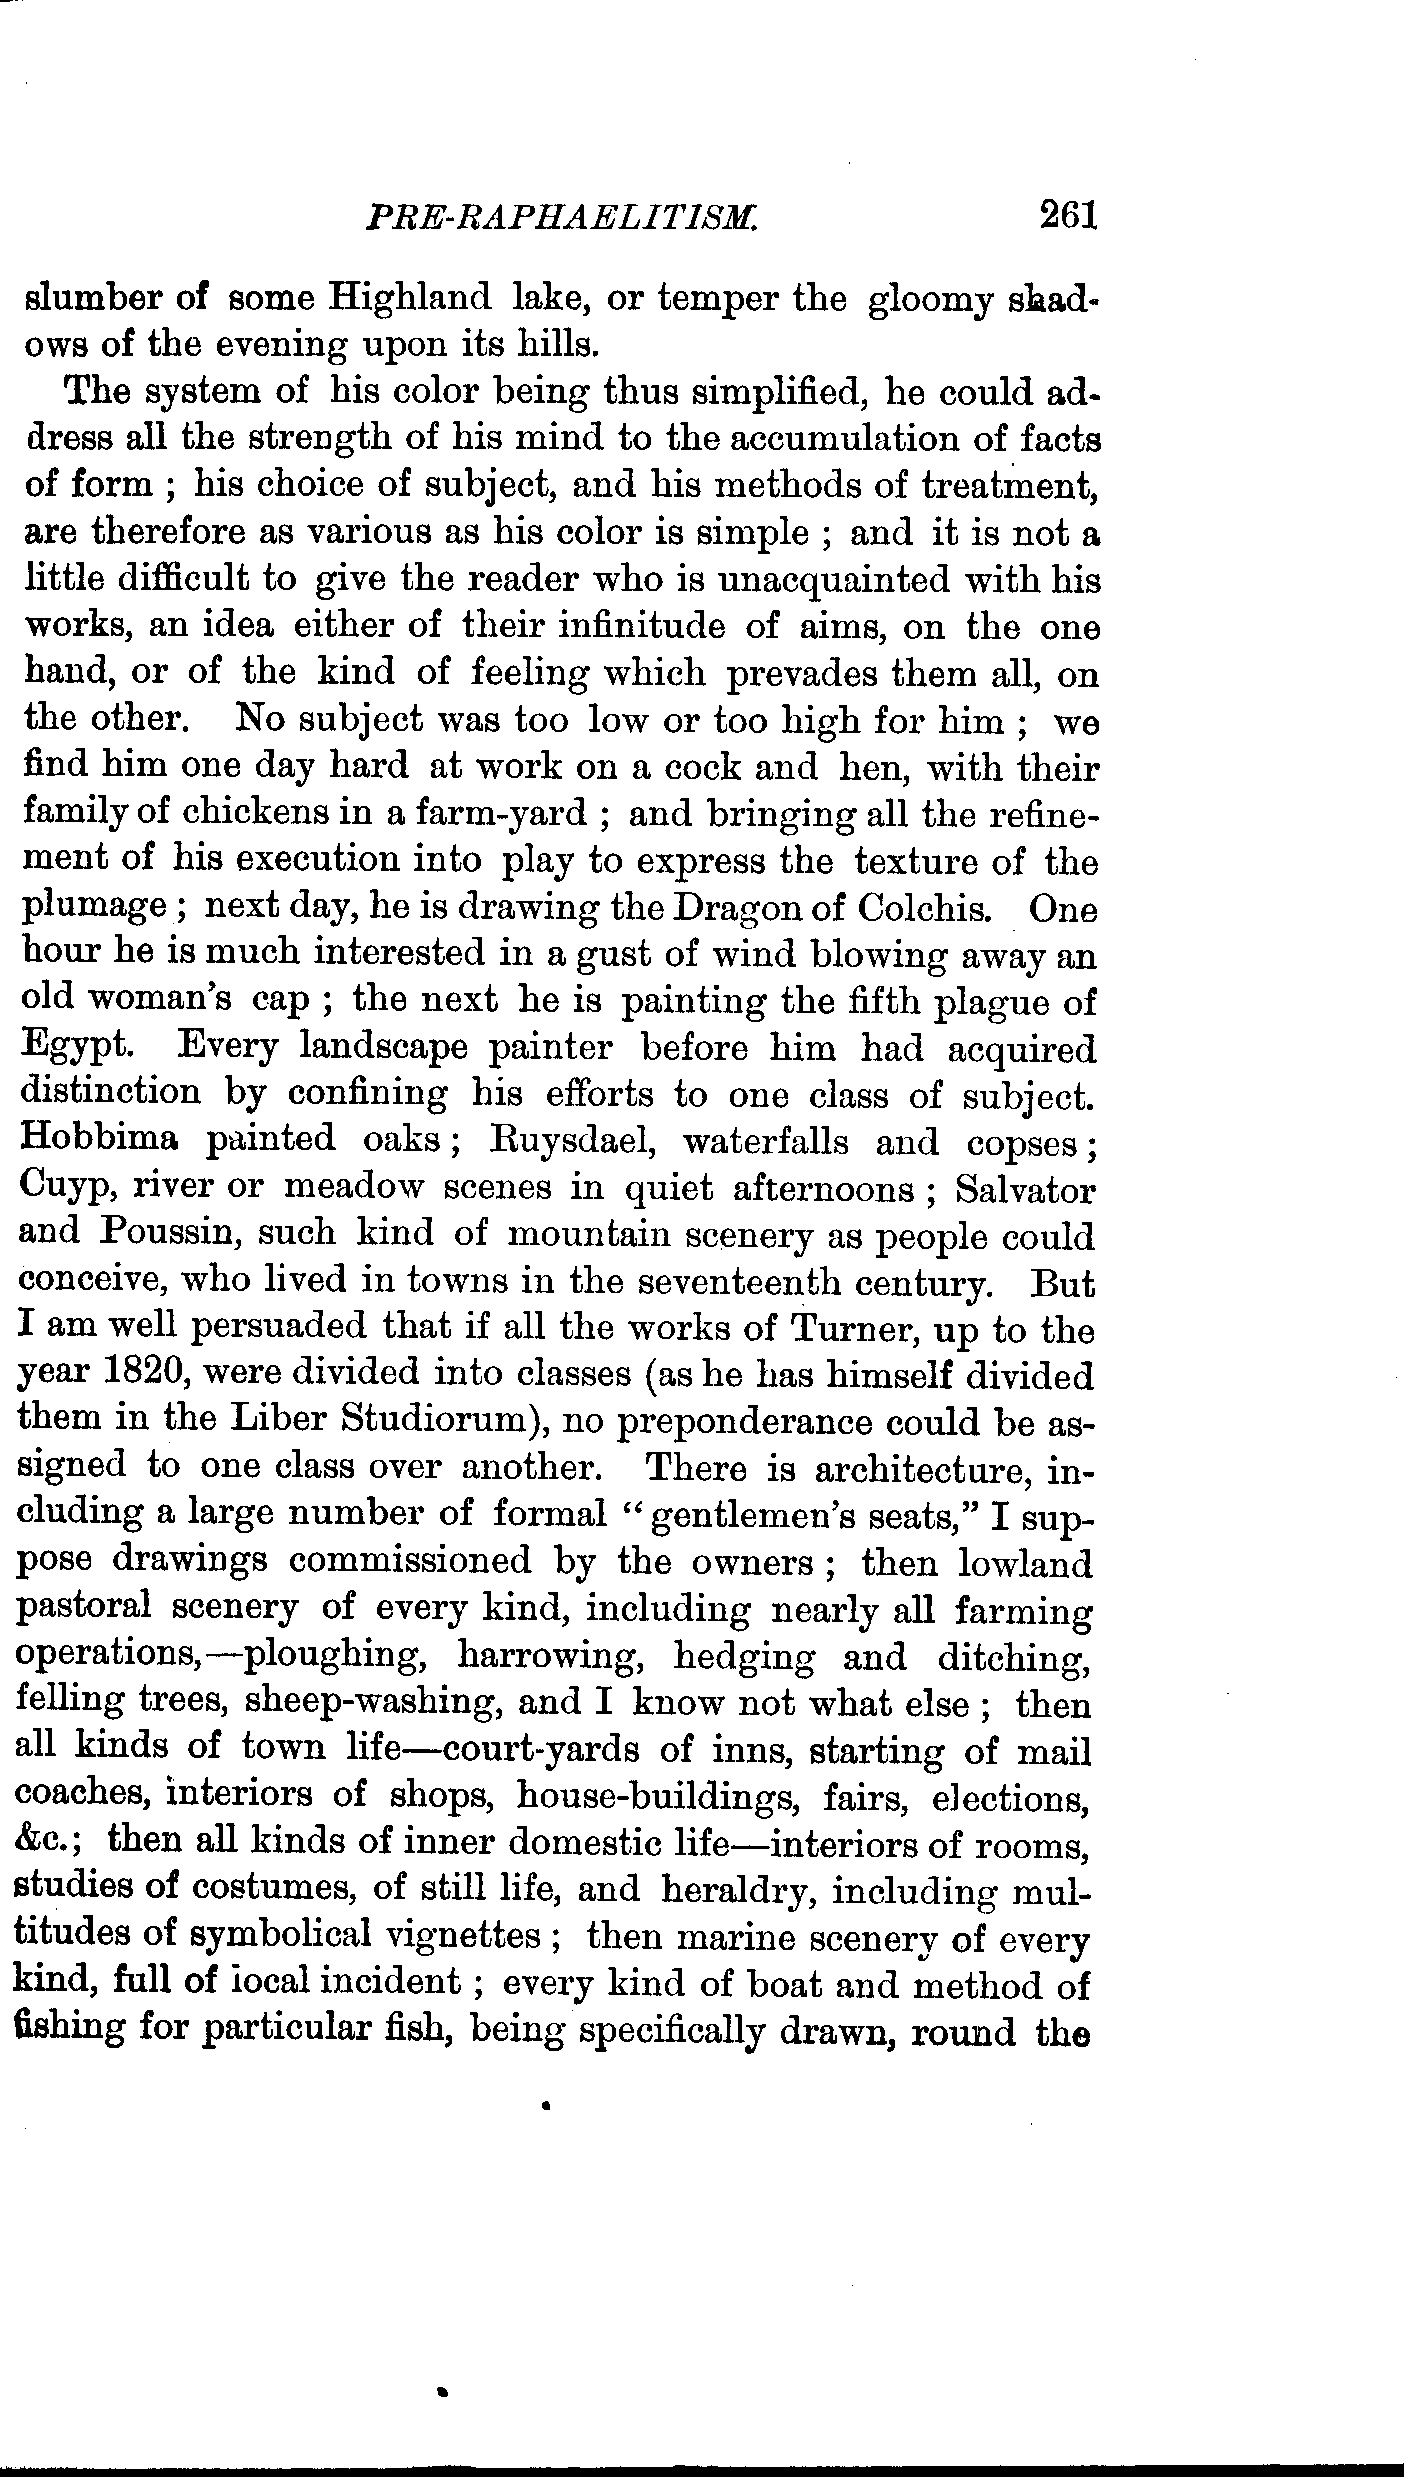 PRE-RAPHAELITISM. 261
slumber of some Highland lake, or temper the gloomy shad-
ows of the evening upon its hills.
The system of his color being thus simplified, he could ad-
dress all the strength of his mind to the accumulation of facts
of form ; his choice of subject, and his methods of treatment,
are therefore as various as his color is simple ; and it is not a
little difficult to give the reader who is unacquainted with his
works, an idea either of their infinitude of aims, on the one
hand, or of the kind of feeling which prevades them all, on
the other. No subject was too low or too high for him ; we
find him one day hard at work on a cock and hen, with their
family of chickens in a farm-yard ; and bringing all the refine-
ment of his execution into play to express the texture of the
plumage ; next day, he is drawing the Dragon of Colchis. One
hour he is much interested in a gust of wind blowing away an
old woman's cap ; the next he is painting the fifth plague of
Egypt. Every landscape painter before him had acquired
distinction by confining his efforts to one class of subject.
Hobbima painted oaks ; Ruysdael, waterfalls and copses ;
Cuyp, river or meadow scenes in quiet afternoons ; Salvator
and Poussin, such kind of mountain scenery as people could
conceive, who lived in towns in the seventeenth century. But
I am well persuaded that if all the works of Turner, up to the
year 1820, were divided into classes (as he has himself divided
them in the Liber Studiorum), no preponderance could be as-
signed to one class over another. There is architecture, in-
cluding a large number of formal “gentlemen's seats,” I sup-
pose drawings commissioned by the owners ; then lowland
pastoral scenery of every kind, including nearly all farming
operations,—ploughing, harrowing, hedging and ditching,
felling trees, sheep-washing, and I know not what else ; then
all kinds of town life—court-yards of inns, starting of mail
coaches, interiors of shops, house-buildings, fairs, elections,
&c.; then all kinds of inner domestic life—interiors of rooms,
studies of costumes, of still life, and heraldry, including mul-
titudes of symbolical vignettes ; then marine scenery of every
kind, full of local incident ; every kind of boat and method of
fishing for particular fish, being specifically drawn, round the